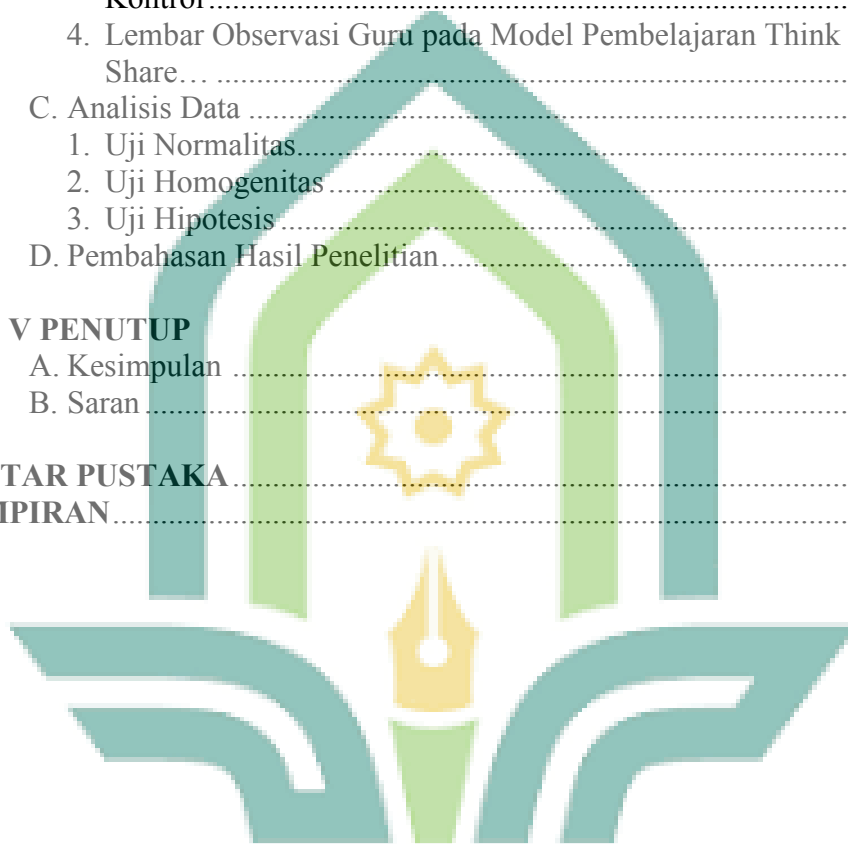 Kontrol................................................................................
4. Lembar Observasi Guru pada Model Pembelajaran Think
Share… ................................................................................
C. Analisis Data ................................................................................
1. Uji Normalitas................................................................................
2. Uji Homogenitas ................................................................................
3. Uji Hipotesis ................................................................................
D. Pembahasan Hasil Penelitian................................................................................
V PENUTUP
A. Kesimpulan ................................................................................
B. Saran ................................................................................
TAR PUSTAKA................................................................................
MPIRAN................................................................................